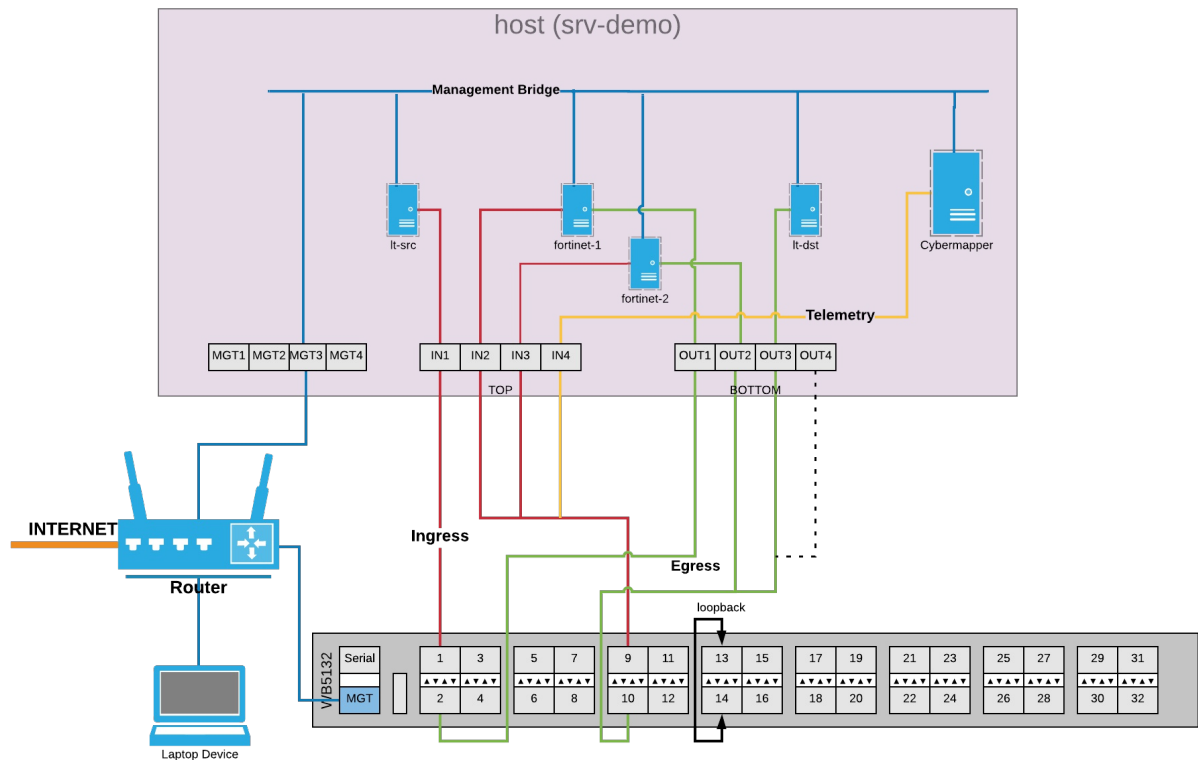 host (srv-demo)
Management Bridge
lt-src
fortinet-1
lt-dst
Cybermapper
fortinet-2
Telemetry
MGT1 MGT2 MGT3 MGT4
IN1 IN2 IN3 IN4
OUT1 OUT2 OUT3 OUT4
TOP
BOTTOM
INTERNET
Ingress
Egress
Router
loopback
WB5132
Serial
MGT
1 3 5 7 9 11 13 15 17 19 21 23 25 27 29 31
2 4 6 8 10 12 14 16 18 20 22 24 26 28 30 32
Laptop Device